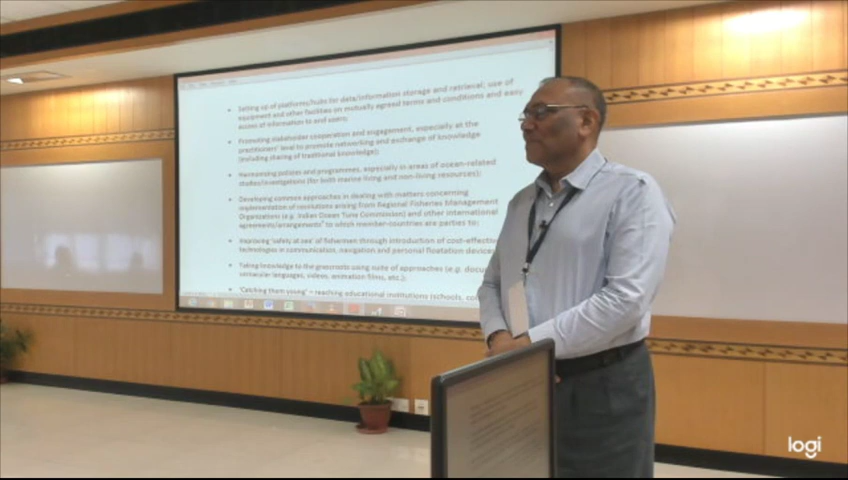 Setting up of platforms/hubs for data/information storage and retrieval; use of
equipment and other facilities on mutually agreed terms and conditions and easy
access of information to end users;
Promoting stakeholder cooperation and engagement, especially at the
practitioners' level to promote networking and exchange of knowledge
(including sharing of traditional knowledge);
Harmonising policies and programmes, especially in areas of ocean-related
studies/investigations (for both marine living and non-living resources);
Developing common approaches in dealing with matters concerning
implementation of resolutions arising from Regional Fisheries Management
Organizations (e.g. Indian Ocean Tuna Commission) and other international
agreements/arrangements to which member-countries are parties to;
Improving 'safety at sea' of fishermen through introduction of cost-effective
technologies in communication, navigation and personal floatation device
Taking knowledge to the grassroots using suite of approaches (e.g.
vernacular languages, videos, animation films, etc.);
'Catching them young' – reaching educational institutions (schools,
logi